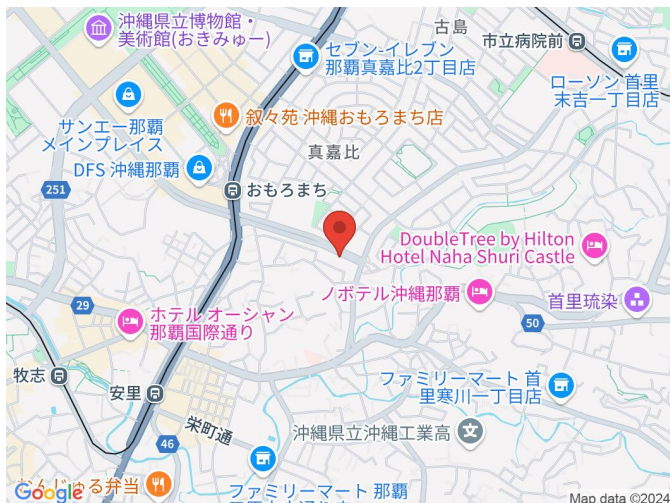 沖縄県立博物館・
美術館(おきみゅー)
古島
市立病院前
セブン-イレブン
那覇真嘉比2丁目店
ローソン 首里
末吉一丁目店
サンエー那覇
メインプレイス
叙々苑 沖縄おもろまち店
真嘉比
DFS 沖縄那覇
251
おもろまち
DoubleTree by Hilton
Hotel Naha Shuri Castle
ノボテル沖縄那覇
首里琉染
29
ホテル オーシャン
那覇国際通り
50
牧志
安里
ファミリーマート 首
里寒川一丁目店
栄町通
46
沖縄県立沖縄工業高
なんじゅる弁当
ファミリーマート 那覇
Google
Map data ©2024